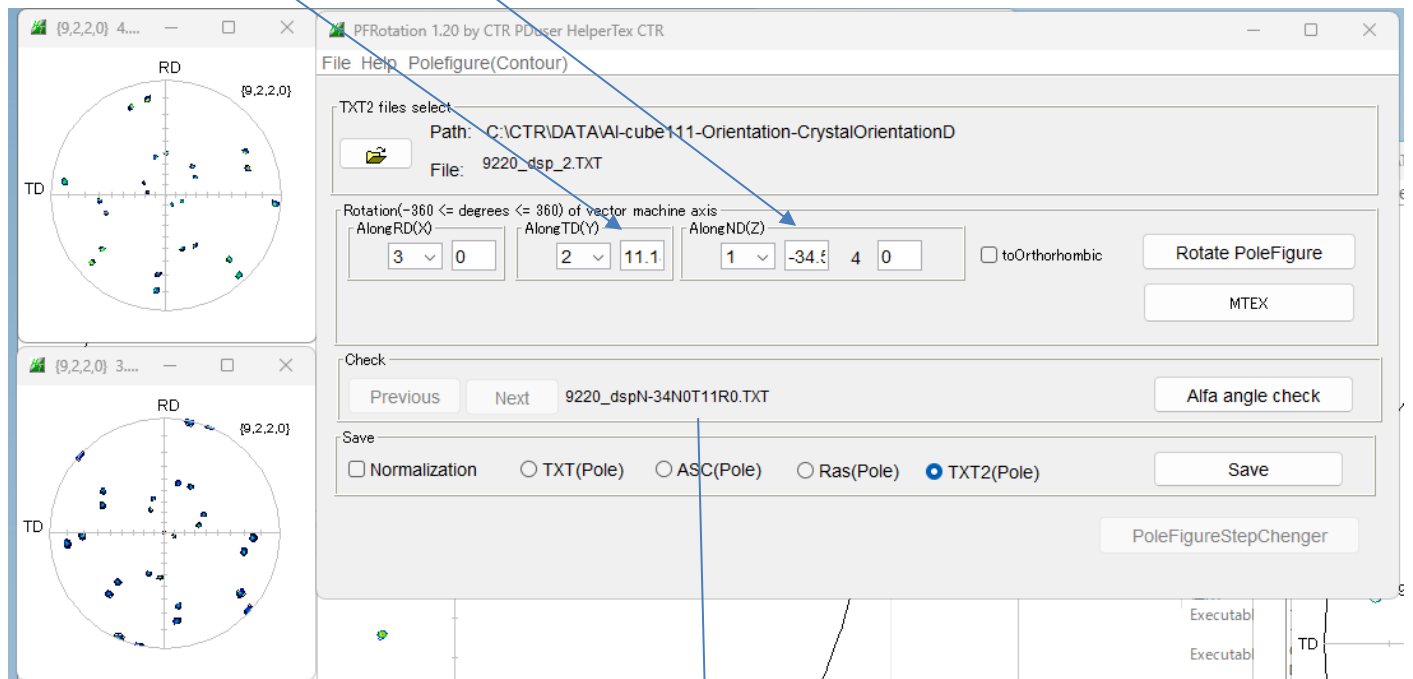 {9,2,2,0} 4....
RD
{9,2,2,0}
TD
PFRotation 1.20 by CTR PDuser HelperTex CTR
File Help Polefigure(Contour)
TXT2 files select
Path: C:\CTR\DATA\Al-cube111-Orientation-CrystalOrientationD
File: 9220_dsp_2.TXT
Rotation(-360 <= degrees <= 360) of vector machine axis
AlongRD(X) AlongTD(Y) AlongND(Z)
3 0 2 11.1 1 -34.5 4 0 toOrthorhombic Rotate PoleFigure
MTEX
{9,2,2,0} 3....
RD
{9,2,2,0}
TD
Check
Previous Next 9220_dspN-34N0T11R0.TXT Alfa angle check
Save
Normalization TXT(Pole) ASC(Pole) Ras(Pole) TXT2(Pole) Save
PoleFigureStepChenger
Executabl
Executabl
TD